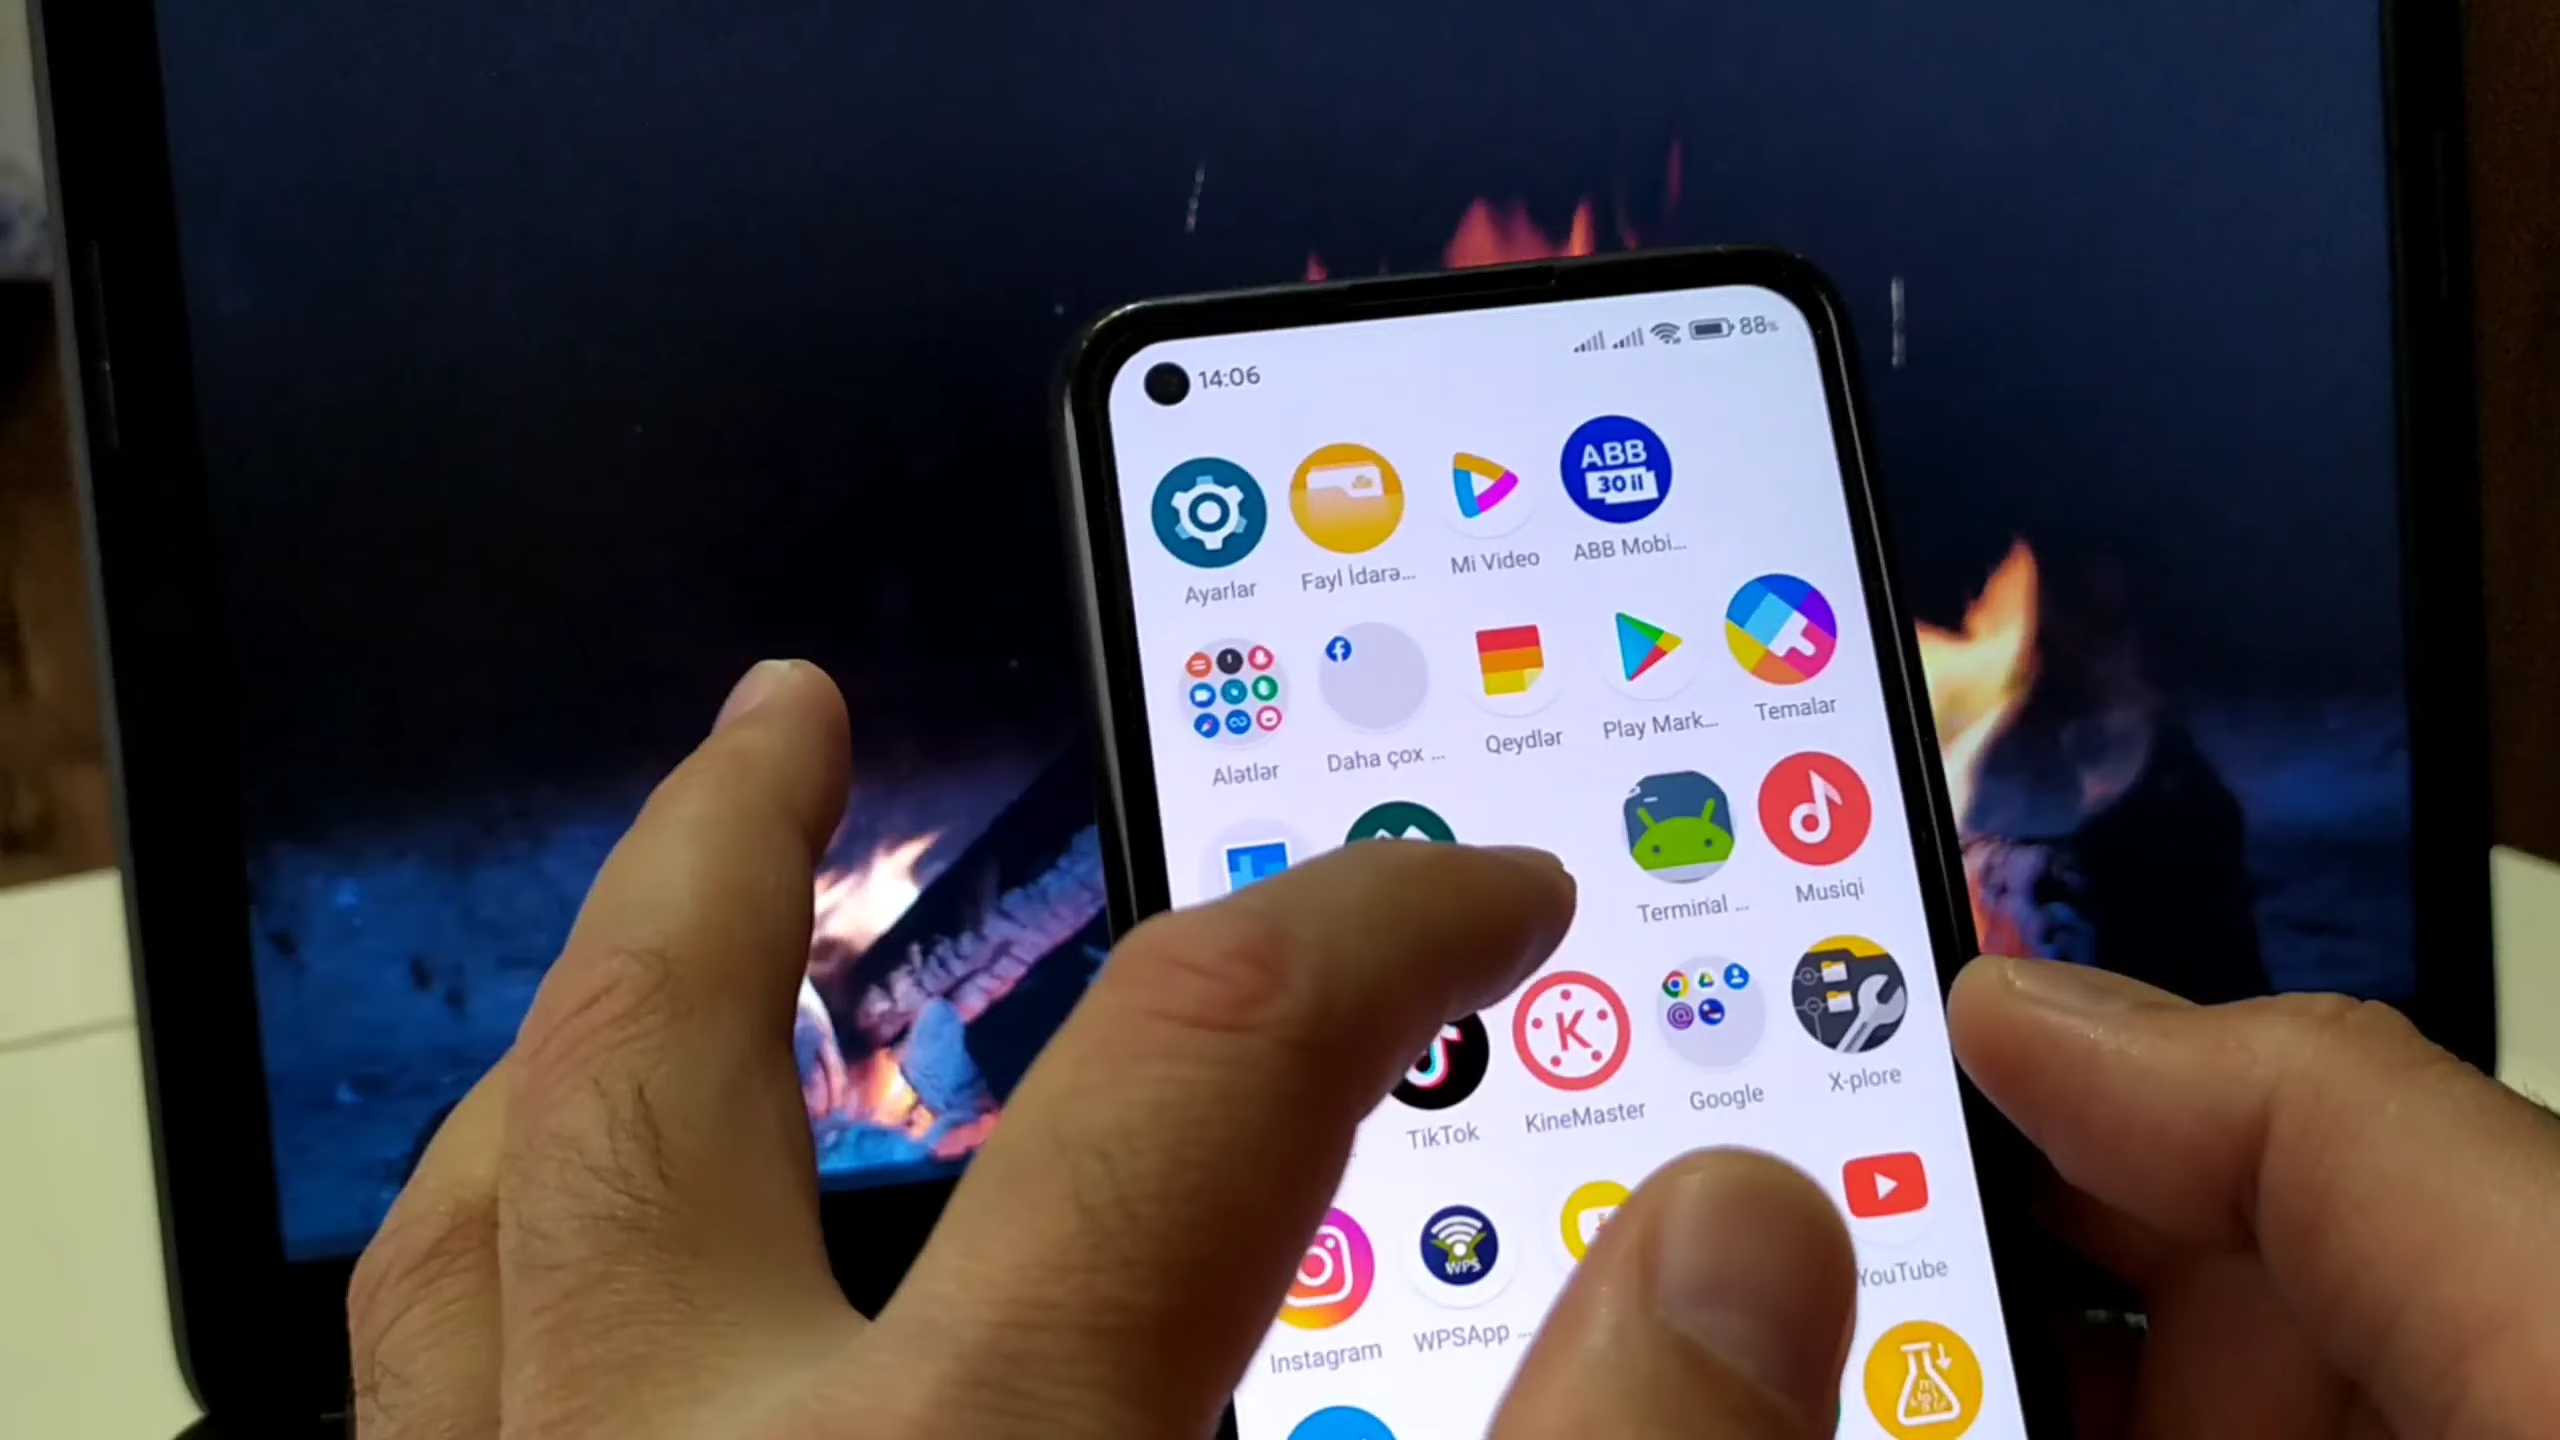 14:06
88%
ABB
30 il
Ayarlar
Fayl İdarə...
Mi Video
ABB Mobi...
Alətlər
Daha çox ...
Qeydlər
Play Mark...
Temalar
Terminal ...
Musiqi
K
TikTok
KineMaster
Google
X-plore
WPS
Instagram
WPSApp ...
YouTube